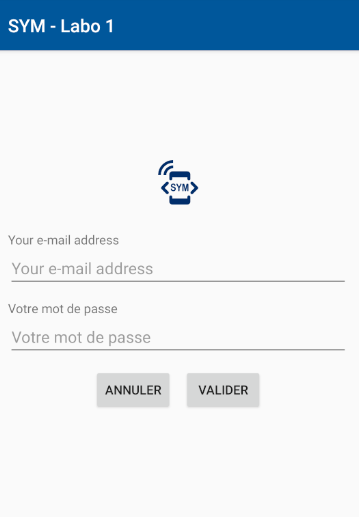 SYM - Labo 1
SYM
Your e-mail address
Your e-mail address
Votre mot de passe
Votre mot de passe
ANNULER VALIDER